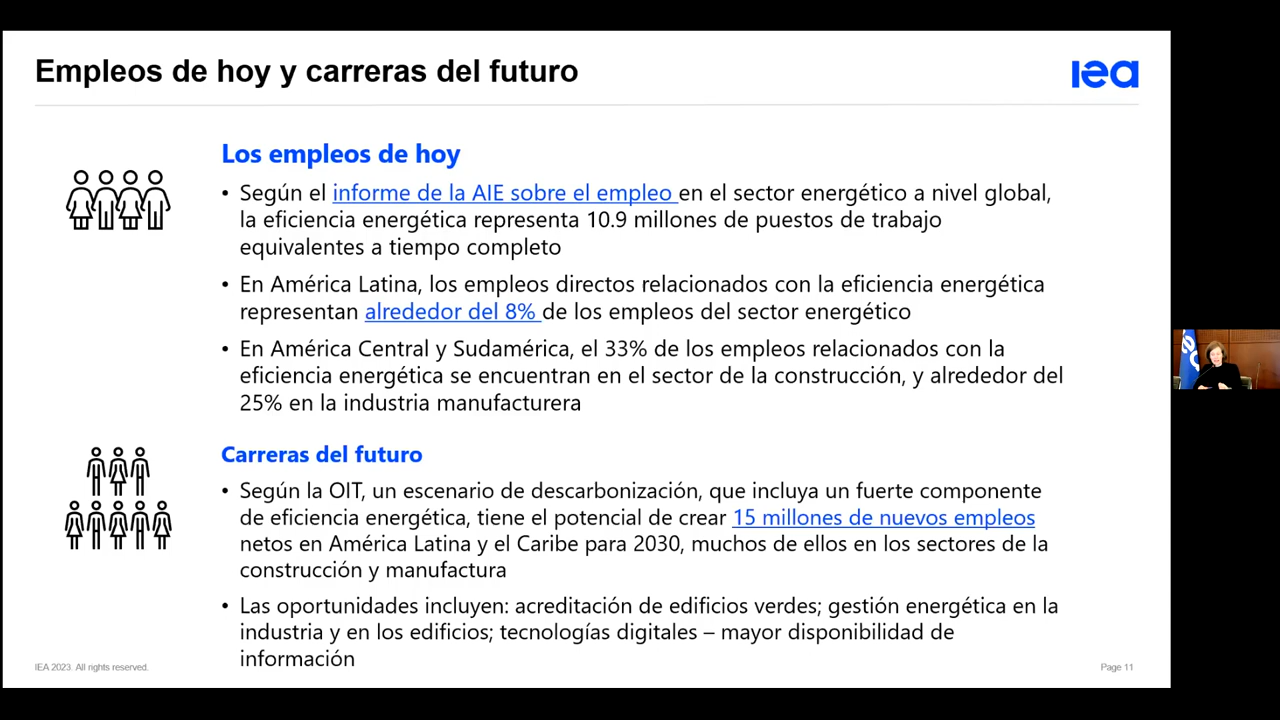 Empleos de hoy y carreras del futuro
iea
Los empleos de hoy
• Según el informe de la AIE sobre el empleo en el sector energético a nivel global,
la eficiencia energética representa 10.9 millones de puestos de trabajo
equivalentes a tiempo completo
• En América Latina, los empleos directos relacionados con la eficiencia energética
representan alrededor del 8% de los empleos del sector energético
• En América Central y Sudamérica, el 33% de los empleos relacionados con la
eficiencia energética se encuentran en el sector de la construcción, y alrededor del
25% en la industria manufacturera
Carreras del futuro
• Según la OIT, un escenario de descarbonización, que incluya un fuerte componente
de eficiencia energética, tiene el potencial de crear 15 millones de nuevos empleos
netos en América Latina y el Caribe para 2030, muchos de ellos en los sectores de la
construcción y manufactura
• Las oportunidades incluyen: acreditación de edificios verdes; gestión energética en la
industria y en los edificios; tecnologías digitales – mayor disponibilidad de
información
IEA 2023. All rights reserved.
Page 11